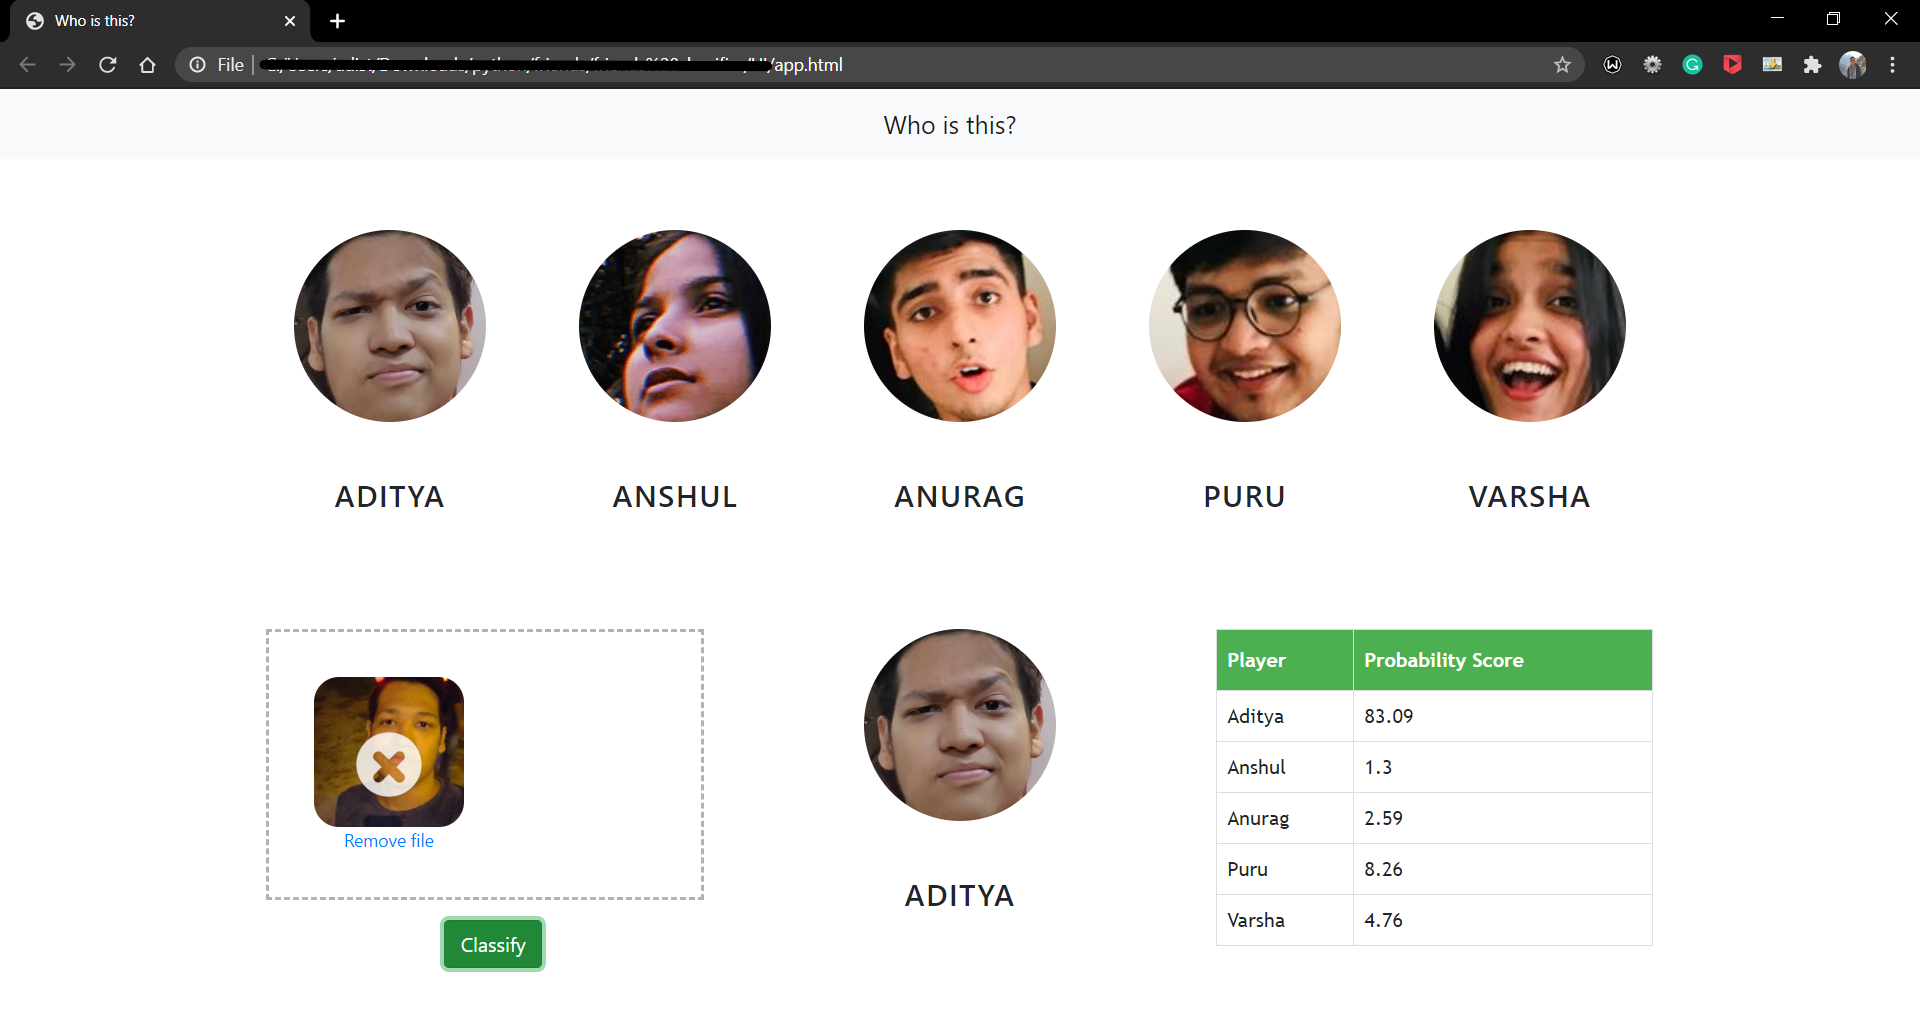 Who is this?
File
/app.html
Who is this?
ADITYA
ANSHUL
ANURAG
PURU
VARSHA
Remove file
Classify
ADITYA
Player Probability Score
Aditya 83.09
Anshul 1.3
Anurag 2.59
Puru 8.26
Varsha 4.76